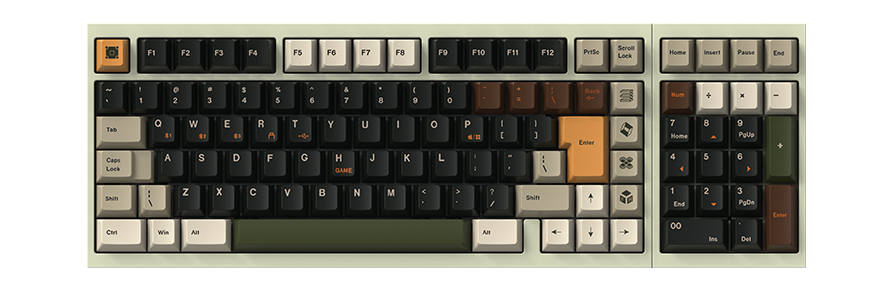 F1 F2 F3 F4 F5 F6 F7 F8 F9 F10 F11 F12 PrtSc Scroll Lock Home Insert Pause End
~ ` ! 1 @ 2 # 3 $ 4 % 5 ^ 6 & 7 * 8 ( 9 ) 0 - + = | \ Back Num ÷ × −
Tab Q W E R T Y U I O P { [ } ] 7 Home 8 9 PgUp +
Caps Lock A S D F G H GAME J K L : ; " ' | \ Enter 4 5 6
Shift | \ Z X C V B N M < , > . ? / Shift ↑ 1 End 2 3 PgDn Enter
Ctrl Win Alt Alt ← ↓ → 00 Ins . Del